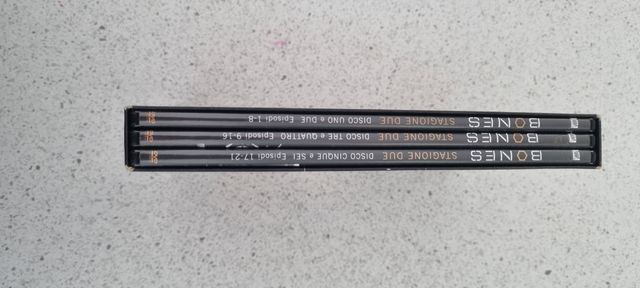 BONES STAGIONE DUE DISCO CINQUE e SEI Episodi 17-21
BONES STAGIONE DUE DISCO TRE e QUATTRO Episodi 9-16
BONES STAGIONE DUE DISCO UNO e DUE Episodi 1-8